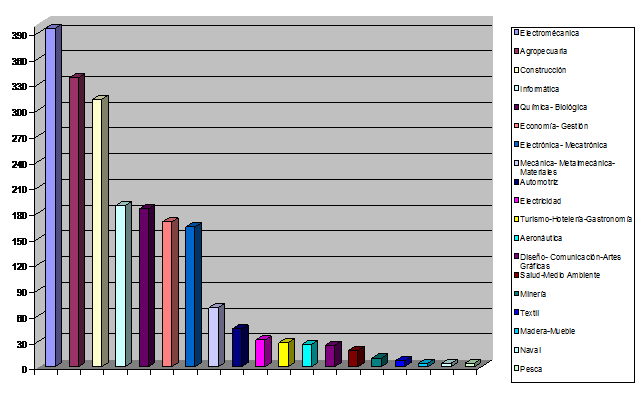 390
360
330
300
270
240
210
180
150
120
90
60
30
0
Electromécanica
Agropecuaria
Construcción
Informática
Química- Biológica
Economía- Gestión
Electrónica- Mecatrónica
Mecánica- Metalmecánica-
Materiales
Automotriz
Electricidad
Turismo-Hotelería-Gastronomía
Aeronáutica
Diseño- Comunicación-Artes
Gráficas
Salud-Medio Ambiente
Minería
Textil
Madera-Mueble
Naval
Pesca